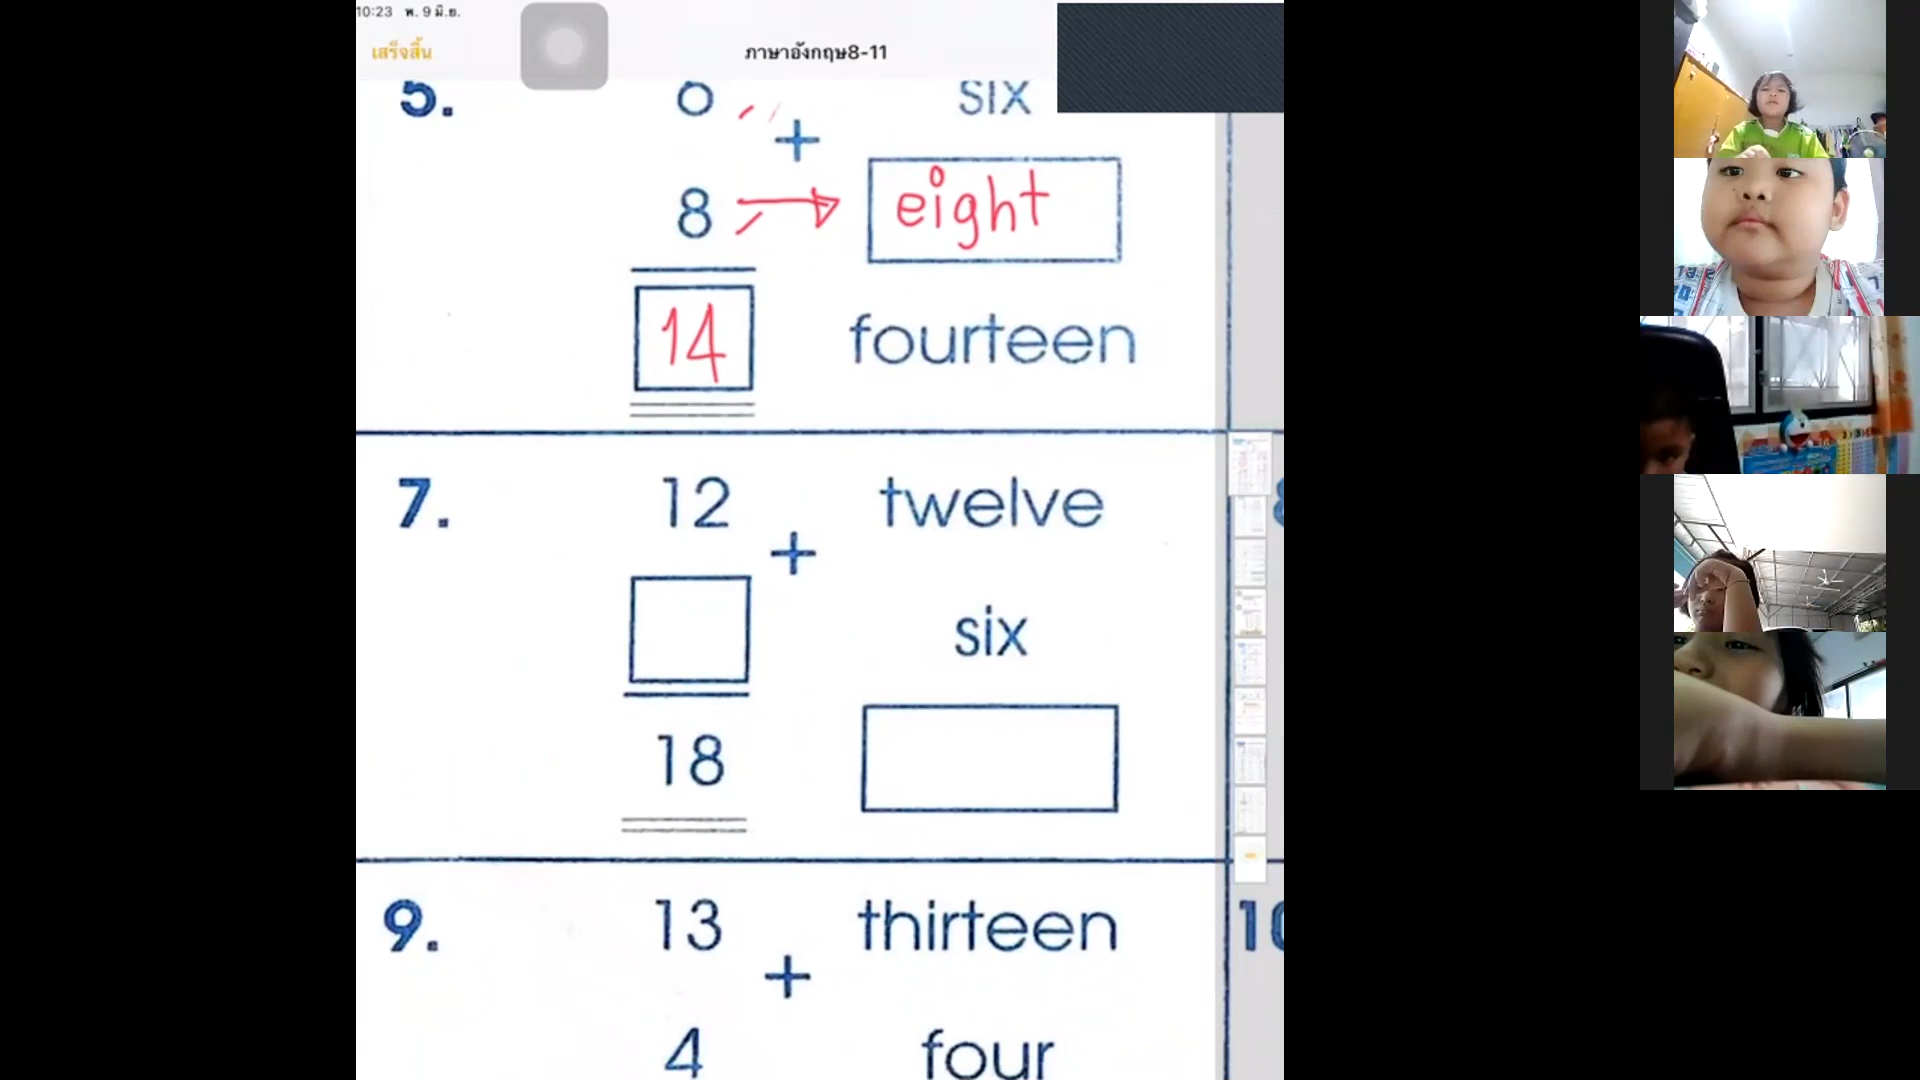 10:23 พ. 9 มิ.ย.
เสร็จสิ้น
ภาษาอังกฤษ8-11
5. 6 six
+
8 eight
14 fourteen
7. 12 twelve
+
six
18
9. 13 thirteen 10
+
4 four